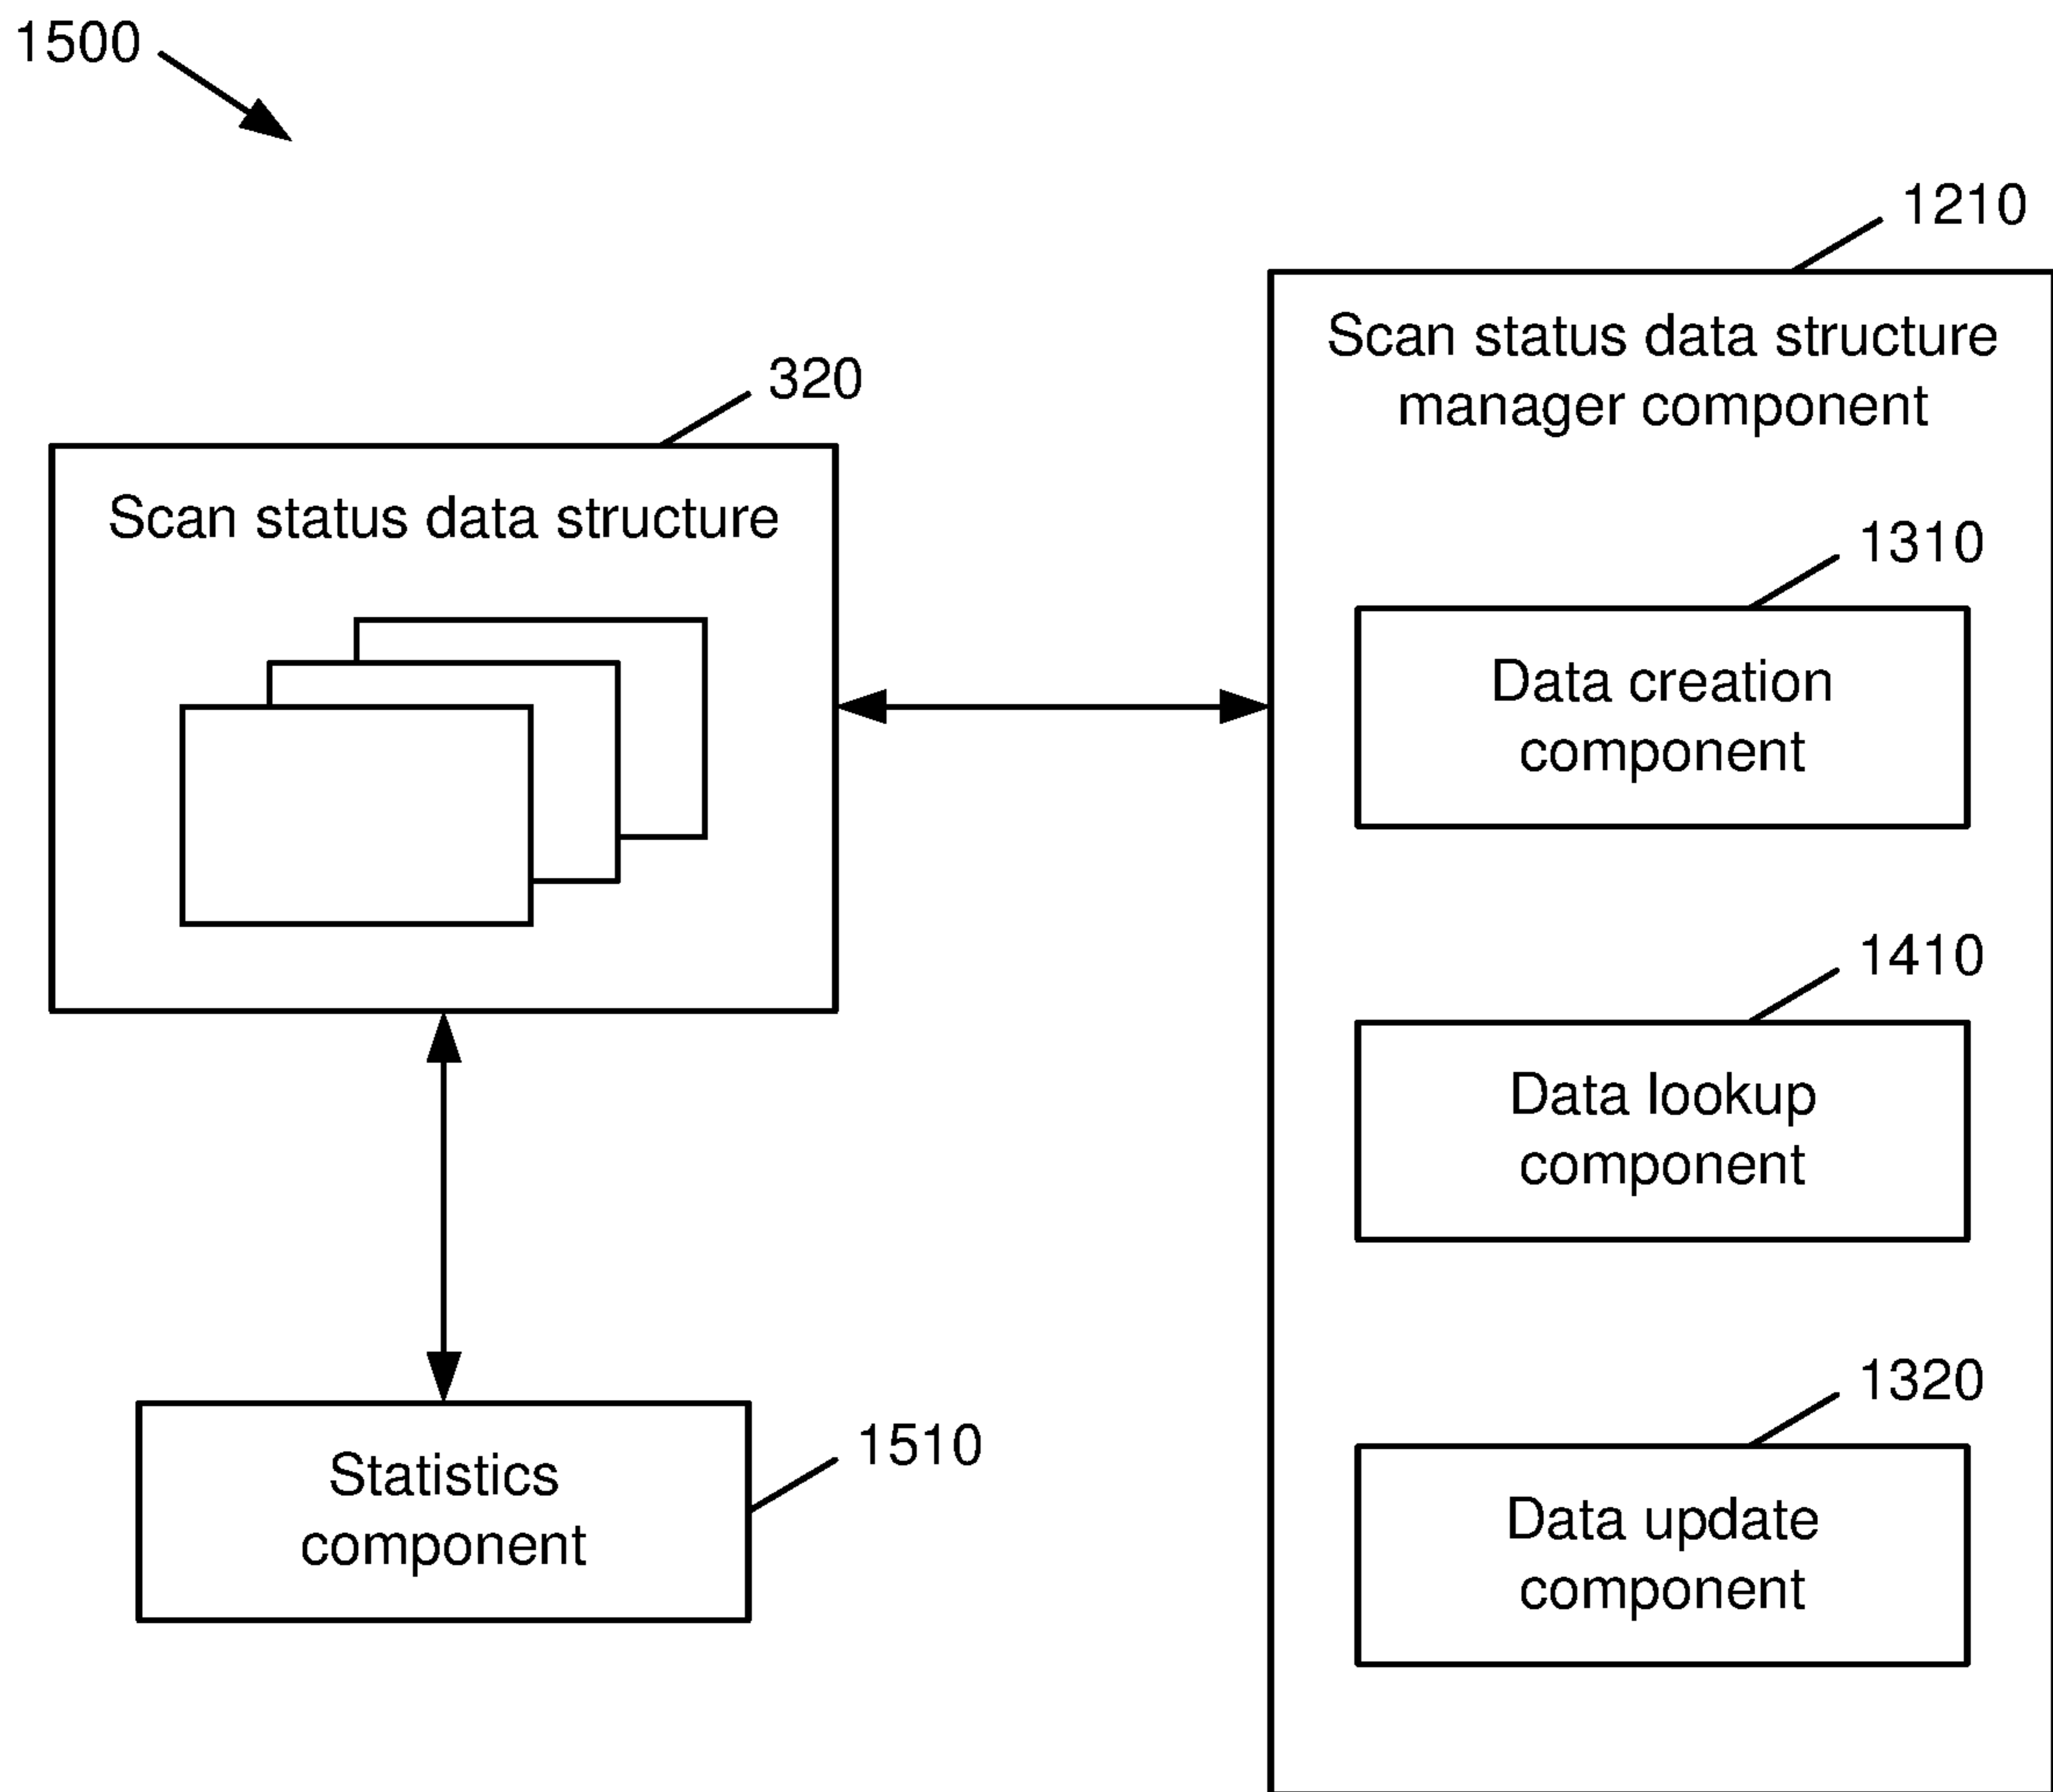 1500
1210
Scan status data structure
manager component
320
Scan status data structure
1310
Data creation
component
1410
Data lookup
component
1320
Data update
component
1510
Statistics
component